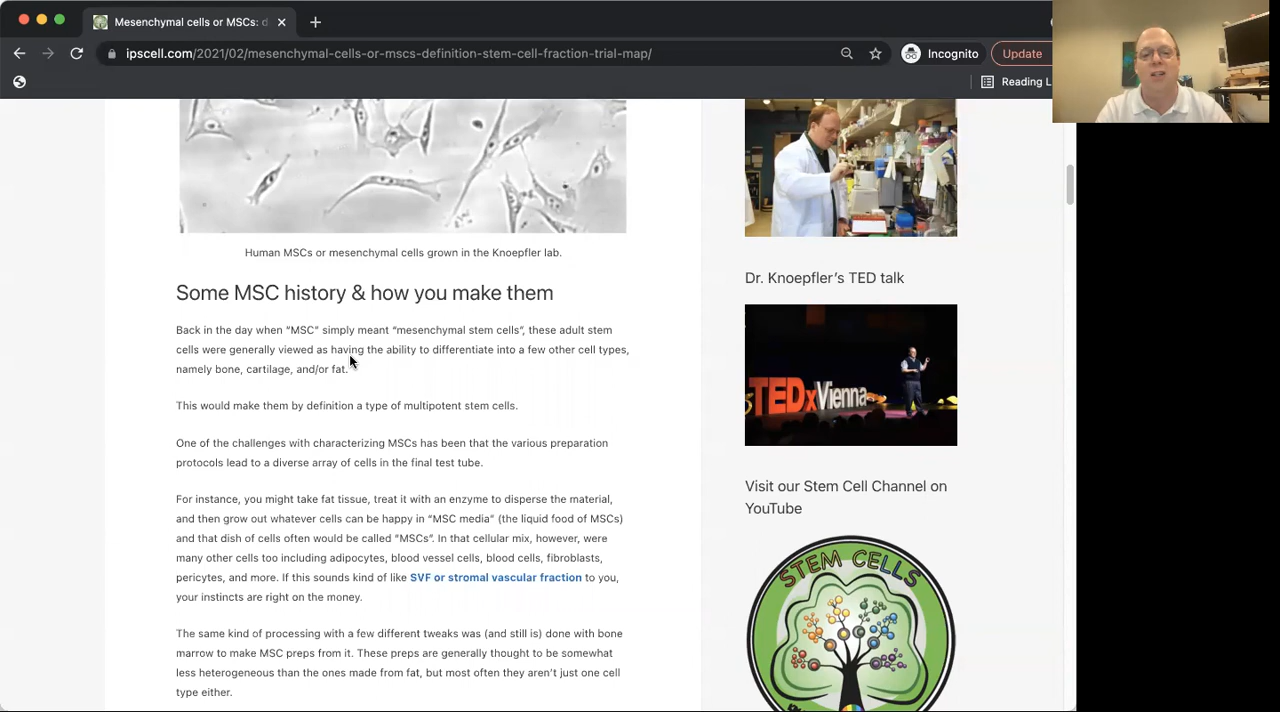 Mesenchymal cells or MSCs: d
ipscell.com/2021/02/mesenchymal-cells-or-mscs-definition-stem-cell-fraction-trial-map/
Incognito
Update
Reading L
Human MSCs or mesenchymal cells grown in the Knoepfler lab.
Some MSC history & how you make them
Back in the day when “MSC” simply meant “mesenchymal stem cells”, these adult stem
cells were generally viewed as having the ability to differentiate into a few other cell types,
namely bone, cartilage, and/or fat.
This would make them by definition a type of multipotent stem cells.
One of the challenges with characterizing MSCs has been that the various preparation
protocols lead to a diverse array of cells in the final test tube.
For instance, you might take fat tissue, treat it with an enzyme to disperse the material,
and then grow out whatever cells can be happy in “MSC media” (the liquid food of MSCs)
and that dish of cells often would be called “MSCs”. In that cellular mix, however, were
many other cells too including adipocytes, blood vessel cells, blood cells, fibroblasts,
pericytes, and more. If this sounds kind of like SVF or stromal vascular fraction to you,
your instincts are right on the money.
The same kind of processing with a few different tweaks was (and still is) done with bone
marrow to make MSC preps from it. These preps are generally thought to be somewhat
less heterogeneous than the ones made from fat, but most often they aren’t just one cell
type either.
Dr. Knoepfler’s TED talk
TEDxVienna
Visit our Stem Cell Channel on
YouTube
STEM CELLS